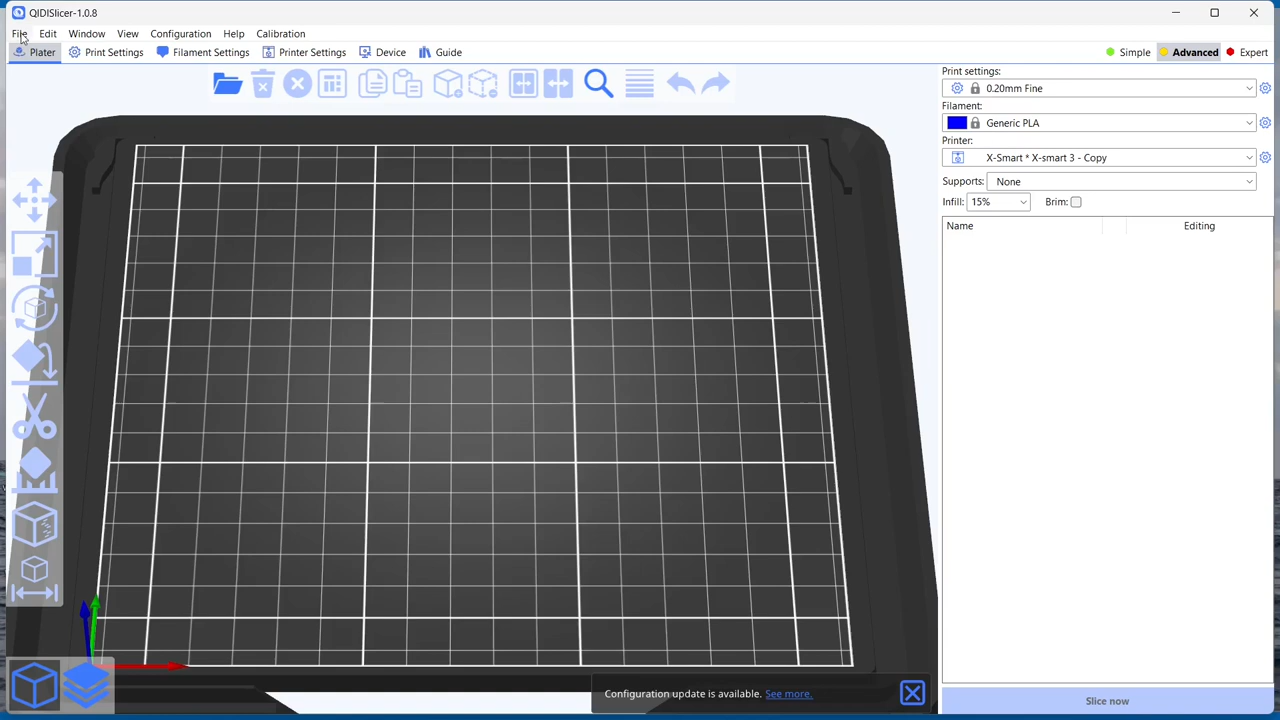 QIDISlicer-1.0.8
File Edit Window View Configuration Help Calibration
Plater Print Settings Filament Settings Printer Settings Device Guide Simple Advanced Expert
Print settings:
0.20mm Fine
Filament:
Generic PLA
Printer:
X-Smart * X-smart 3 - Copy
Supports: None
Infill: 15% Brim:
Name Editing
Configuration update is available. See more.
Slice now